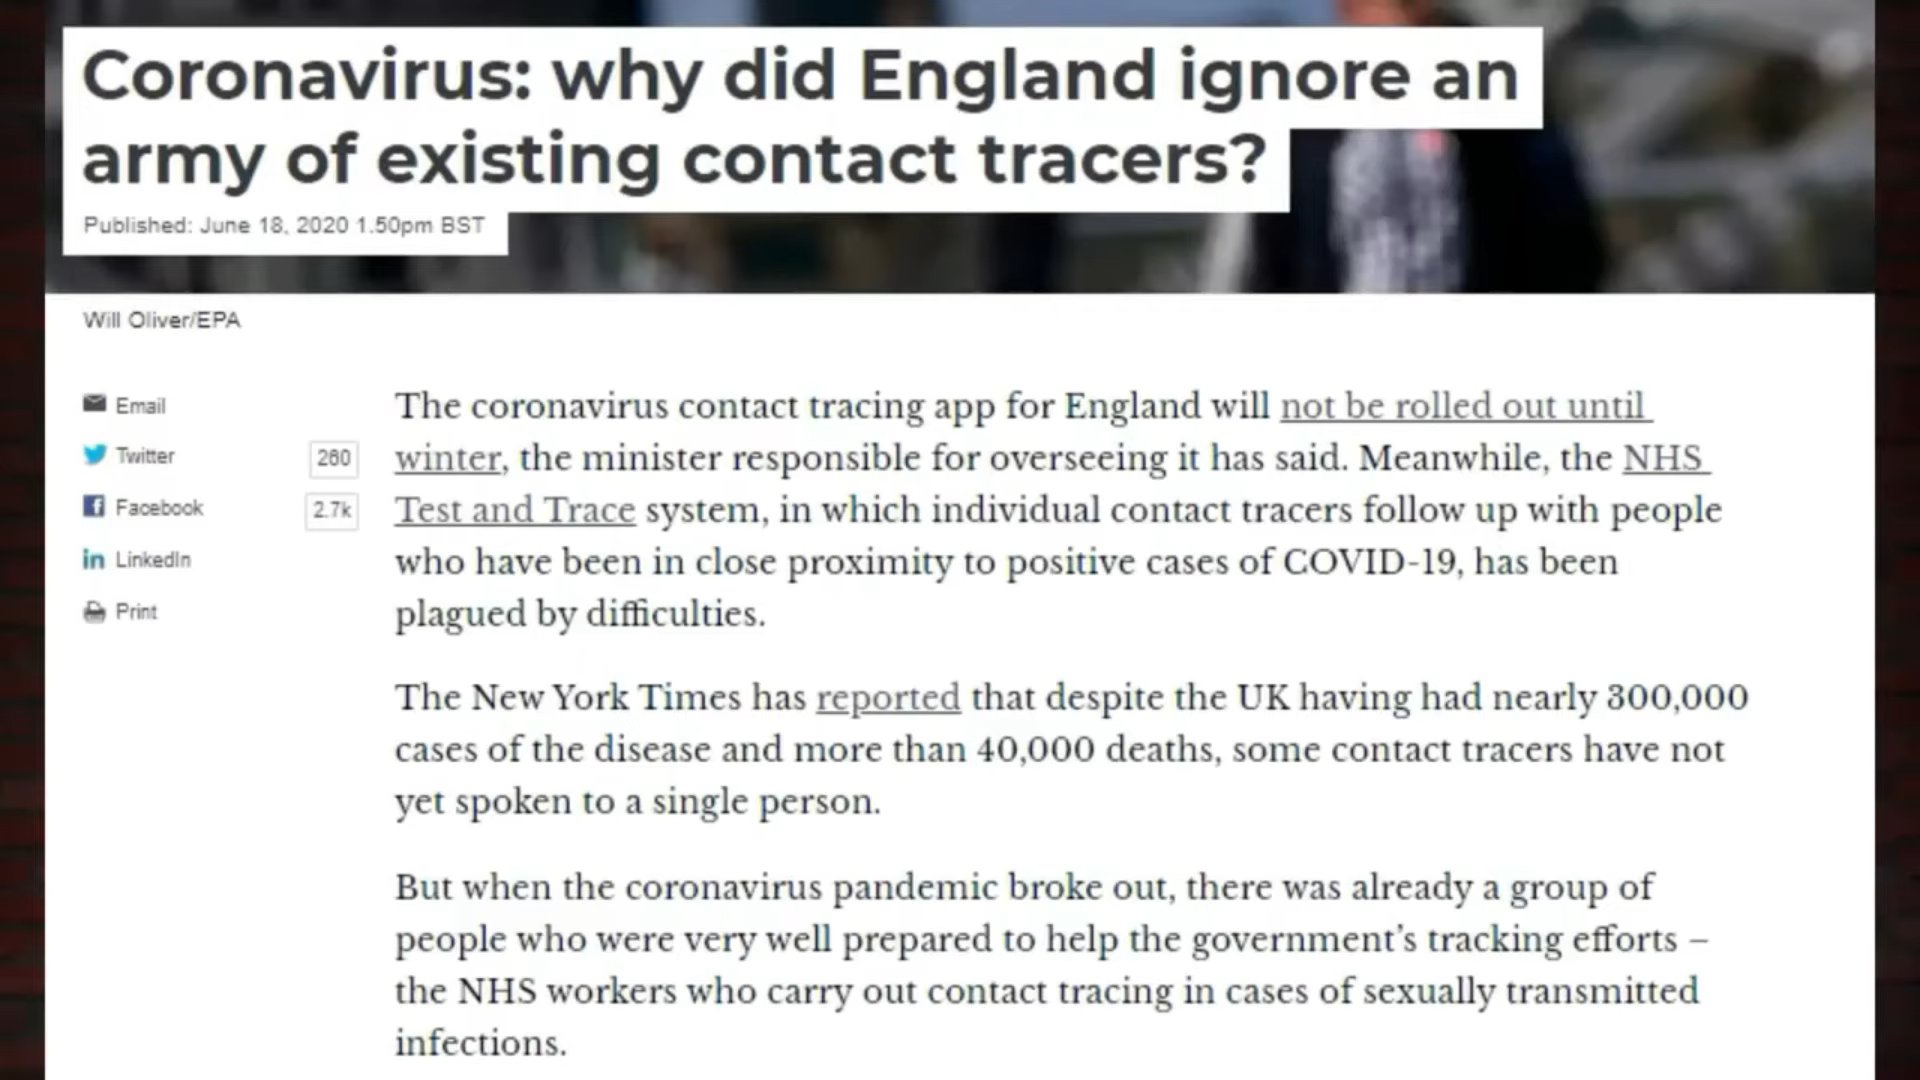 Coronavirus: why did England ignore an
army of existing contact tracers?
Published: June 18, 2020 1.50pm BST
Will Oliver/EPA
Email
Twitter 260
Facebook 2.7k
in LinkedIn
Print
The coronavirus contact tracing app for England will not be rolled out until
winter, the minister responsible for overseeing it has said. Meanwhile, the NHS
Test and Trace system, in which individual contact tracers follow up with people
who have been in close proximity to positive cases of COVID-19, has been
plagued by difficulties.
The New York Times has reported that despite the UK having had nearly 300,000
cases of the disease and more than 40,000 deaths, some contact tracers have not
yet spoken to a single person.
But when the coronavirus pandemic broke out, there was already a group of
people who were very well prepared to help the government's tracking efforts –
the NHS workers who carry out contact tracing in cases of sexually transmitted
infections.